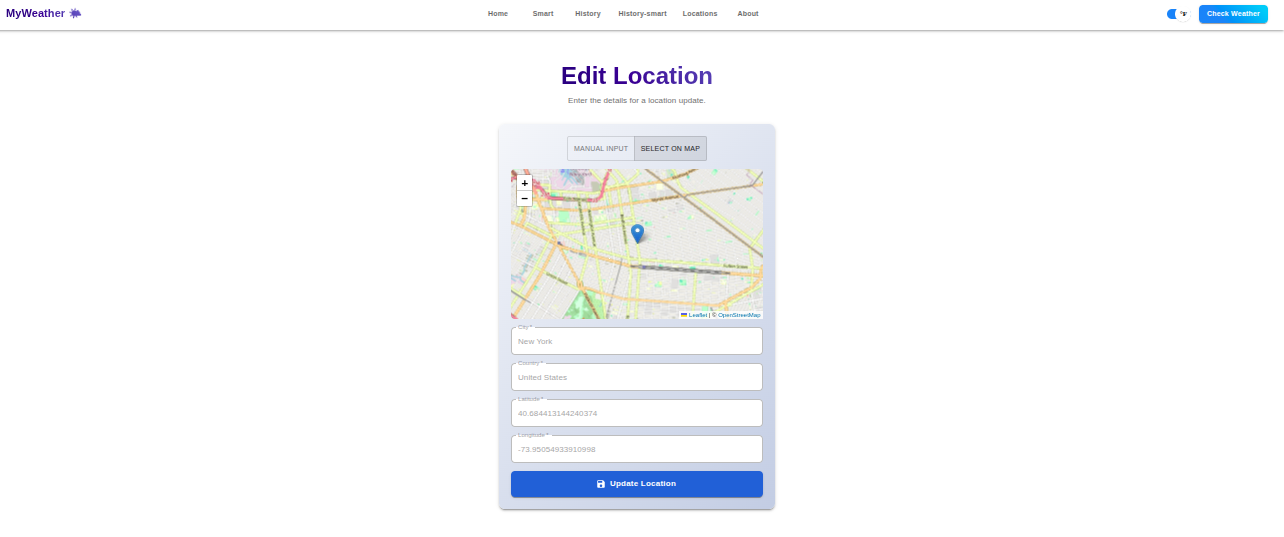 MyWeather
Home Smart History History-smart Locations About
°F
Check Weather
Edit Location
Enter the details for a location update.
MANUAL INPUT SELECT ON MAP
+
−
Leaflet | © OpenStreetMap
City *
New York
Country *
United States
Latitude *
40.684413144240374
Longitude *
-73.95054933910998
Update Location